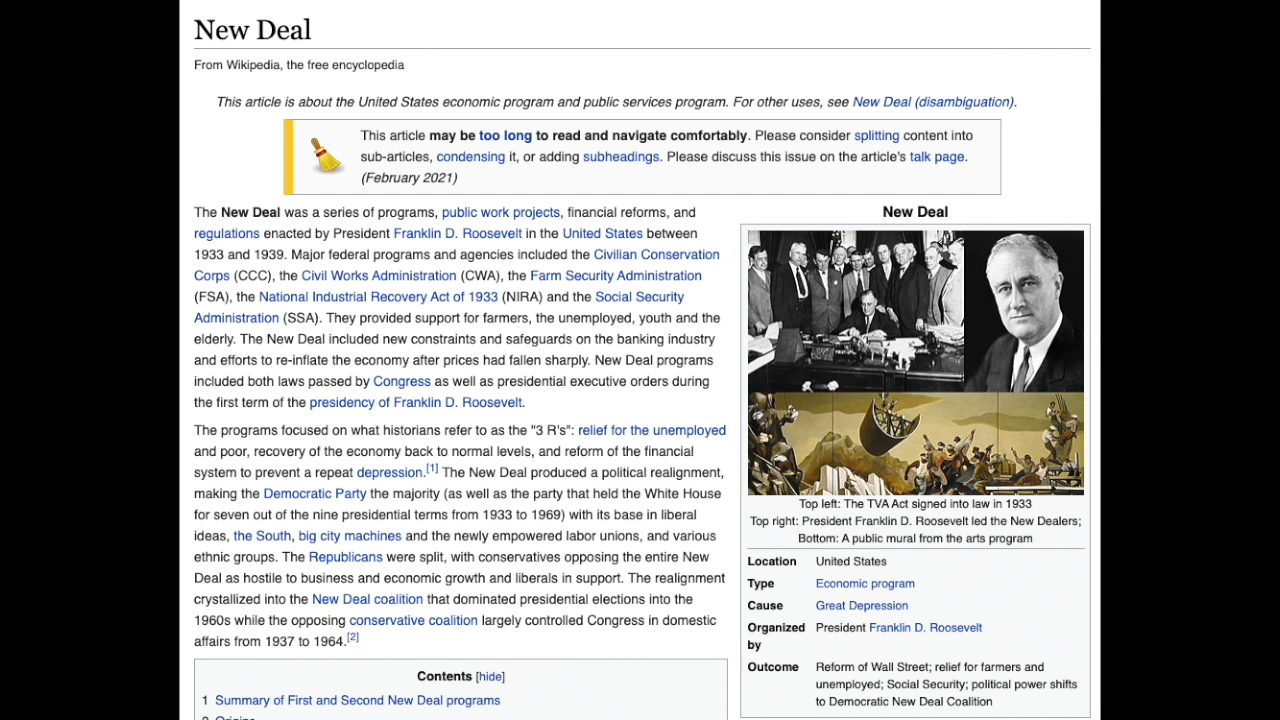 New Deal
From Wikipedia, the free encyclopedia
This article is about the United States economic program and public services program. For other uses, see New Deal (disambiguation).
This article may be too long to read and navigate comfortably. Please consider splitting content into
sub-articles, condensing it, or adding subheadings. Please discuss this issue on the article's talk page.
(February 2021)
The New Deal was a series of programs, public work projects, financial reforms, and
regulations enacted by President Franklin D. Roosevelt in the United States between
1933 and 1939. Major federal programs and agencies included the Civilian Conservation
Corps (CCC), the Civil Works Administration (CWA), the Farm Security Administration
(FSA), the National Industrial Recovery Act of 1933 (NIRA) and the Social Security
Administration (SSA). They provided support for farmers, the unemployed, youth and the
elderly. The New Deal included new constraints and safeguards on the banking industry
and efforts to re-inflate the economy after prices had fallen sharply. New Deal programs
included both laws passed by Congress as well as presidential executive orders during
the first term of the presidency of Franklin D. Roosevelt.
The programs focused on what historians refer to as the "3 R's": relief for the unemployed
and poor, recovery of the economy back to normal levels, and reform of the financial
system to prevent a repeat depression.[1] The New Deal produced a political realignment,
making the Democratic Party the majority (as well as the party that held the White House
for seven out of the nine presidential terms from 1933 to 1969) with its base in liberal
ideas, the South, big city machines and the newly empowered labor unions, and various
ethnic groups. The Republicans were split, with conservatives opposing the entire New
Deal as hostile to business and economic growth and liberals in support. The realignment
crystallized into the New Deal coalition that dominated presidential elections into the
1960s while the opposing conservative coalition largely controlled Congress in domestic
affairs from 1937 to 1964.[2]
Contents [hide]
1 Summary of First and Second New Deal programs
2 Origins
New Deal
Top left: The TVA Act signed into law in 1933
Top right: President Franklin D. Roosevelt led the New Dealers;
Bottom: A public mural from the arts program
Location United States
Type Economic program
Cause Great Depression
Organized President Franklin D. Roosevelt
by
Outcome Reform of Wall Street; relief for farmers and
unemployed; Social Security; political power shifts
to Democratic New Deal Coalition